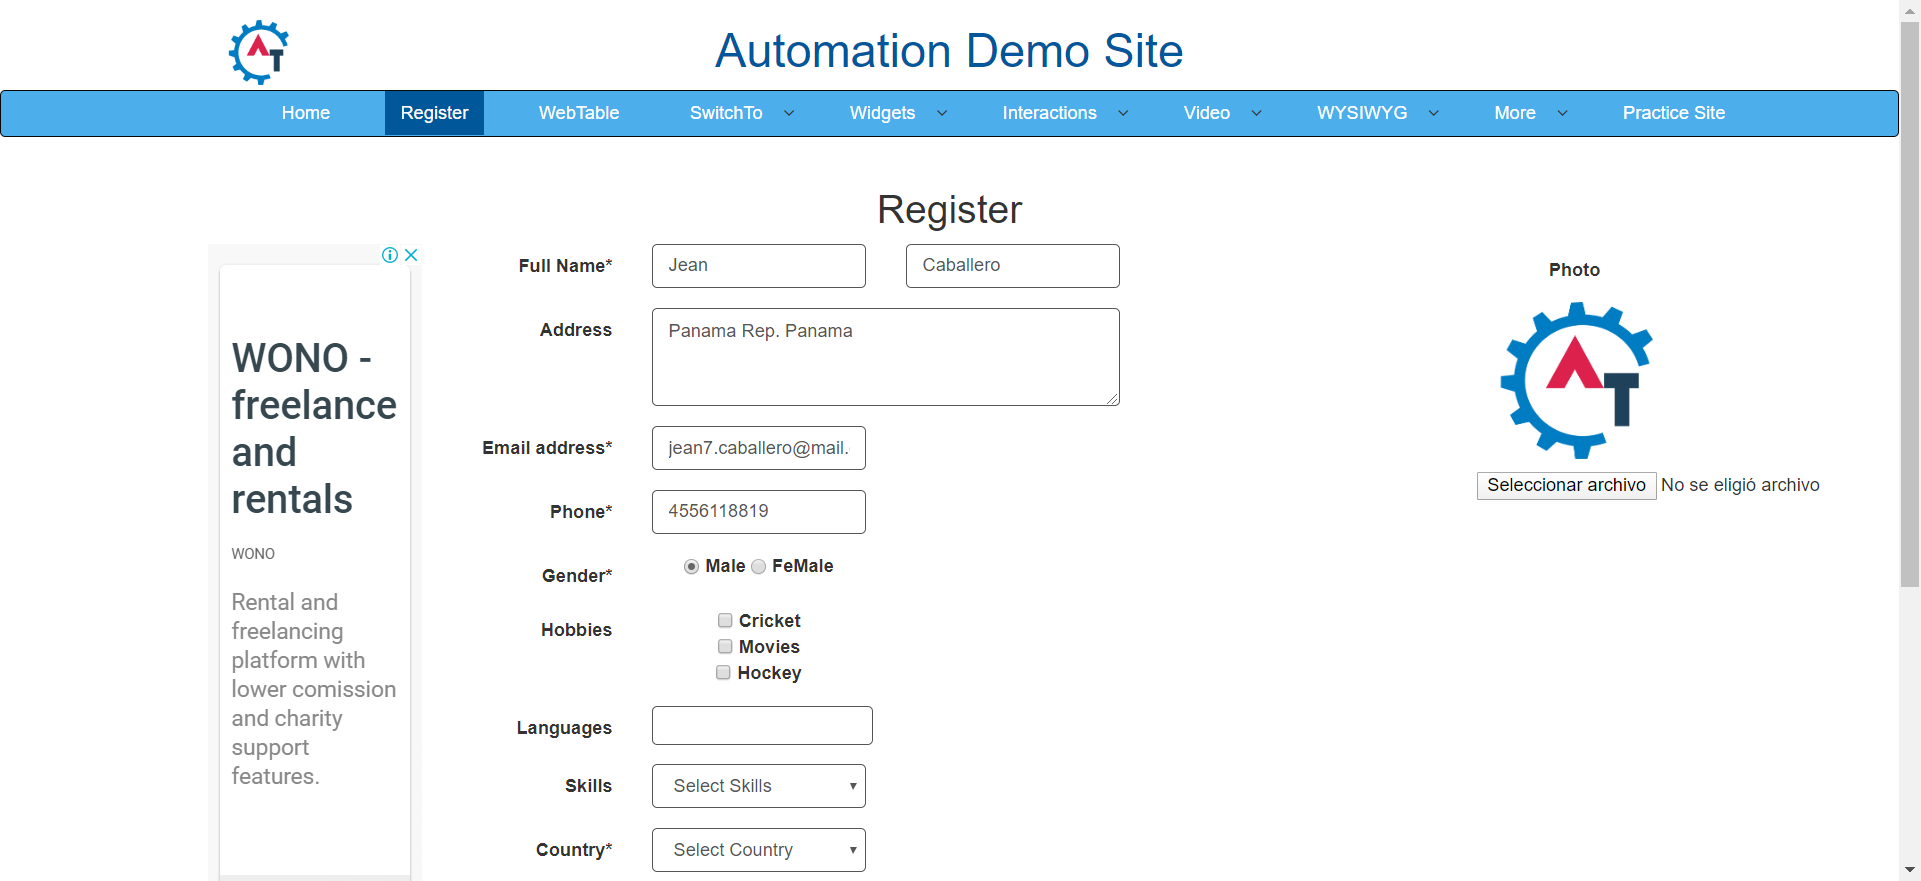 AT
Automation Demo Site
Home Register WebTable SwitchTo Widgets Interactions Video WYSIWYG More Practice Site
Register
Full Name* Jean Caballero
Photo
Address Panama Rep. Panama
AT
Email address* jean7.caballero@mail.
Seleccionar archivo No se eligió archivo
Phone* 4556118819
Gender* Male FeMale
Hobbies Cricket
Movies
Hockey
Languages
Skills Select Skills
Country* Select Country
WONO -
freelance
and
rentals
WONO
Rental and
freelancing
platform with
lower comission
and charity
support
features.